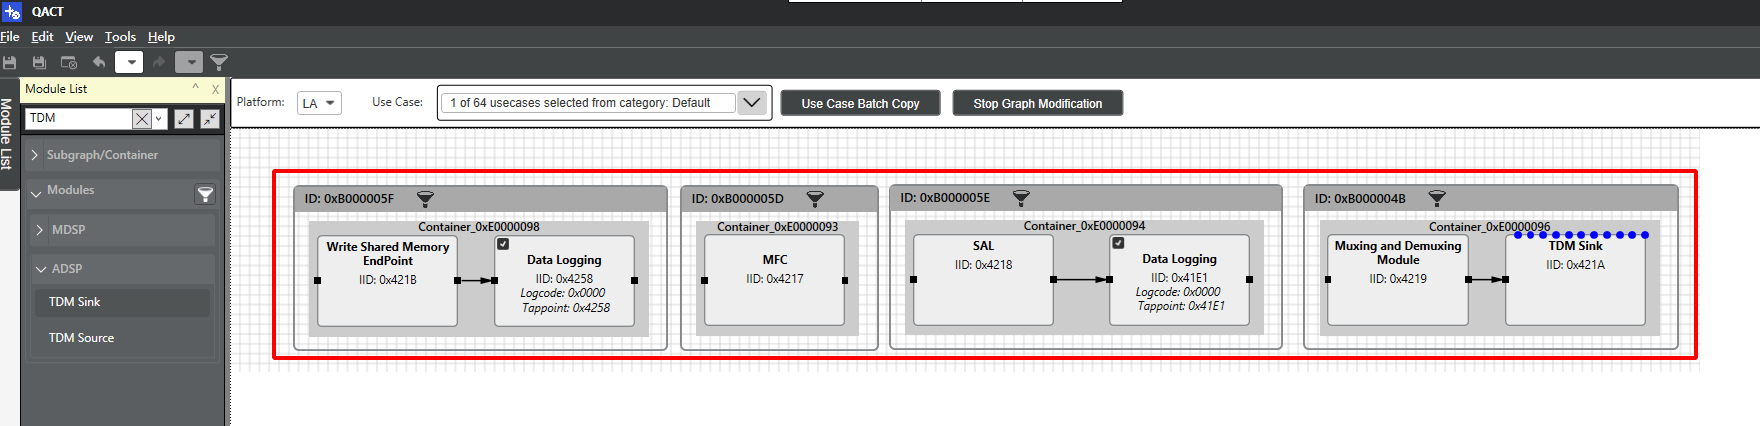 QACT
File Edit View Tools Help
Module List ^ X
Module List
TDM
Subgraph/Container
Modules
MDSP
ADSP
TDM Sink
TDM Source
Platform: LA Use Case: 1 of 64 usecases selected from category: Default Use Case Batch Copy Stop Graph Modification
ID: 0xB000005F
Container_0xE0000098
Write Shared Memory
EndPoint
IID: 0x421B
Data Logging
IID: 0x4258
Logcode: 0x0000
Tappoint: 0x4258
ID: 0xB000005D
Container_0xE0000093
MFC
IID: 0x4217
ID: 0xB000005E
Container_0xE0000094
SAL
IID: 0x4218
Data Logging
IID: 0x41E1
Logcode: 0x0000
Tappoint: 0x41E1
ID: 0xB000004B
Container_0xE0000096
Muxing and Demuxing
Module
IID: 0x4219
TDM Sink
IID: 0x421A